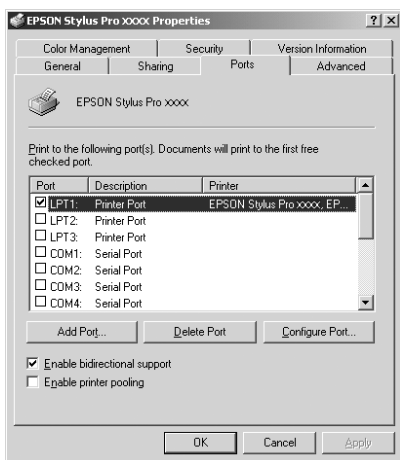 EPSON Stylus Pro XXXX Properties
Color Management Security Version Information
General Sharing Ports Advanced
EPSON Stylus Pro xxxx
Print to the following port(s). Documents will print to the first free
checked port.
Port Description Printer
LPT1: Printer Port EPSON Stylus Pro xxxx, EP...
LPT2: Printer Port
LPT3: Printer Port
COM1: Serial Port
COM2: Serial Port
COM3: Serial Port
COM4: Serial Port
Add Port... Delete Port Configure Port...
Enable bidirectional support
Enable printer pooling
OK Cancel Apply